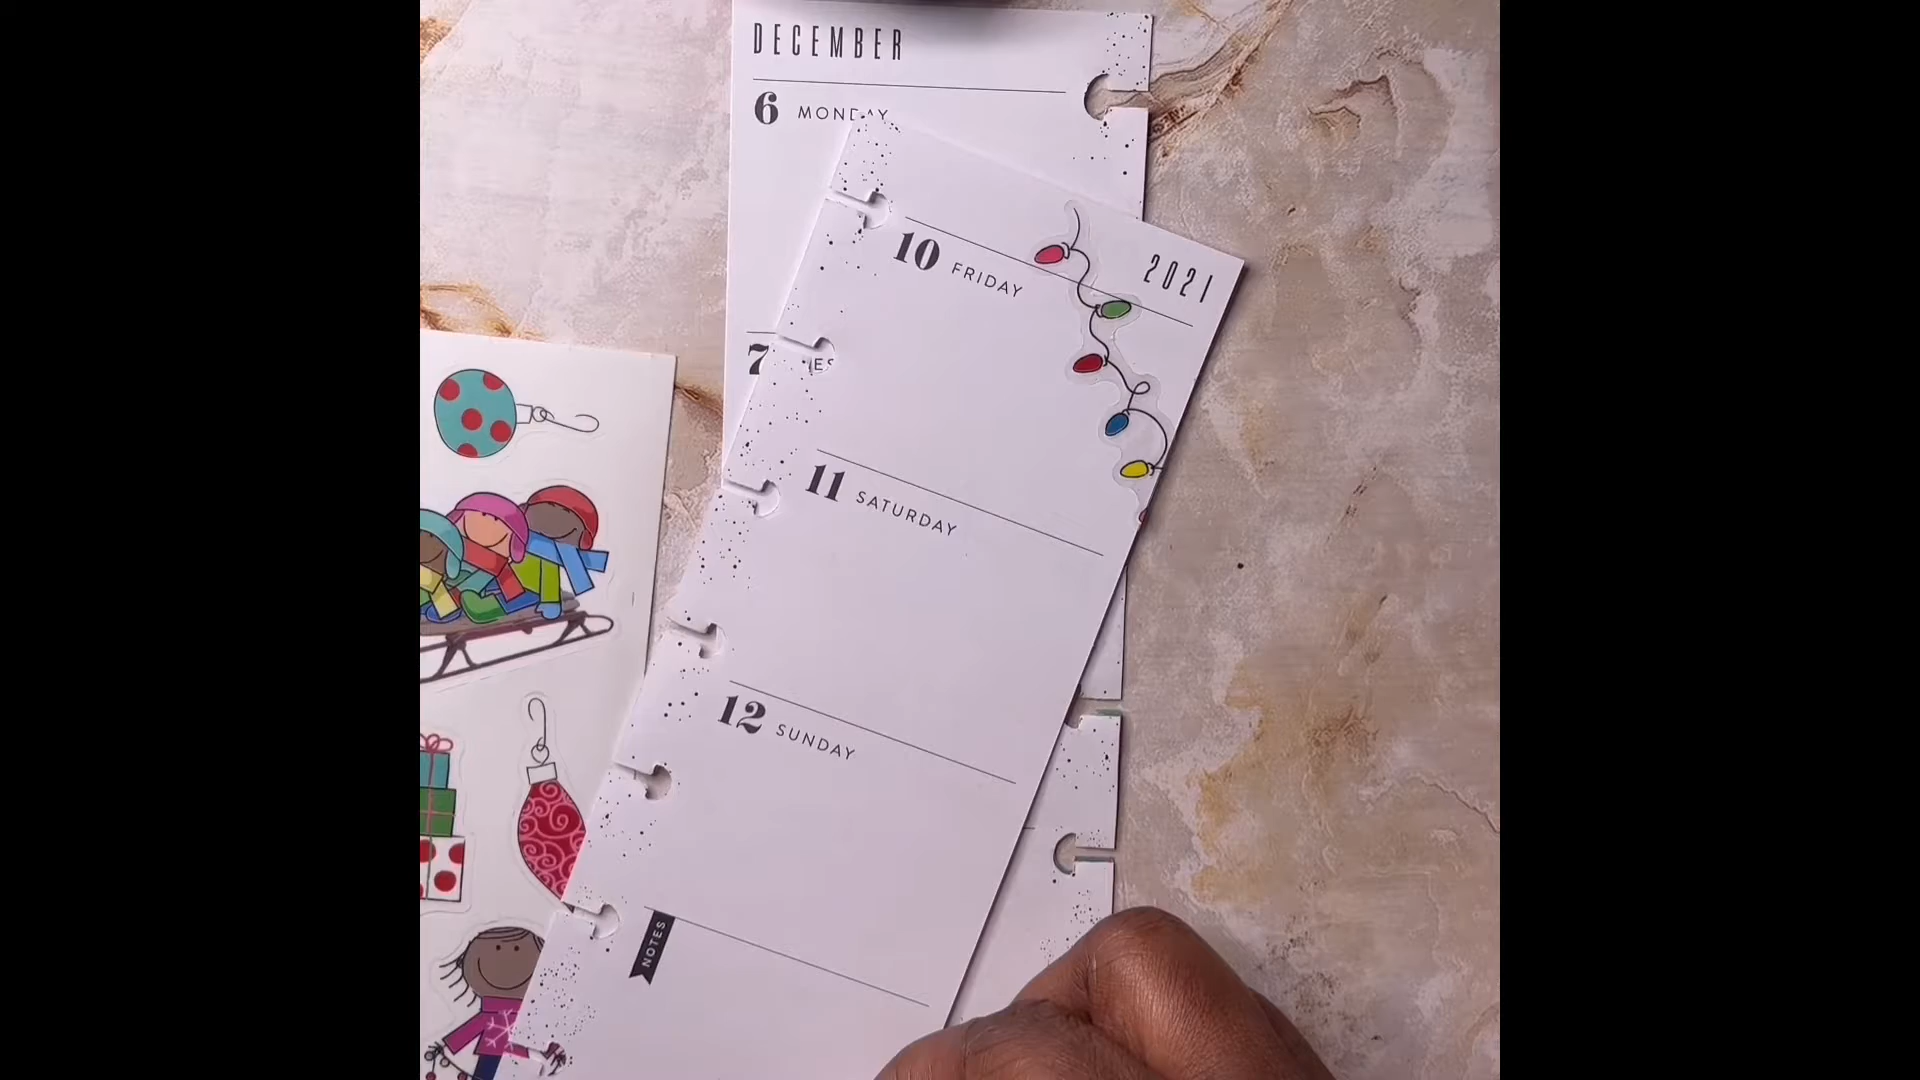 DECEMBER
6 MONDAY
7
2021
10 FRIDAY
11 SATURDAY
12 SUNDAY
NOTES